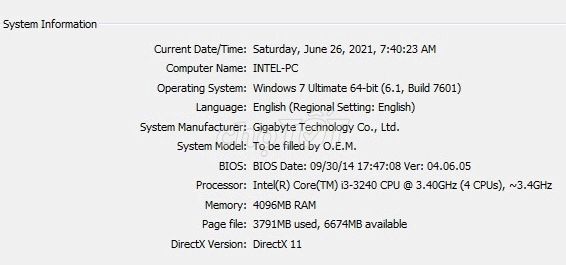 System Information
Current Date/Time: Saturday, June 26, 2021, 7:40:23 AM
Computer Name: INTEL-PC
Operating System: Windows 7 Ultimate 64-bit (6.1, Build 7601)
Language: English (Regional Setting: English)
System Manufacturer: Gigabyte Technology Co., Ltd.
System Model: To be filled by O.E.M.
BIOS: BIOS Date: 09/30/14 17:47:08 Ver: 04.06.05
Processor: Intel(R) Core(TM) i3-3240 CPU @ 3.40GHz (4 CPUs), ~3.4GHz
Memory: 4096MB RAM
Page file: 3791MB used, 6674MB available
DirectX Version: DirectX 11